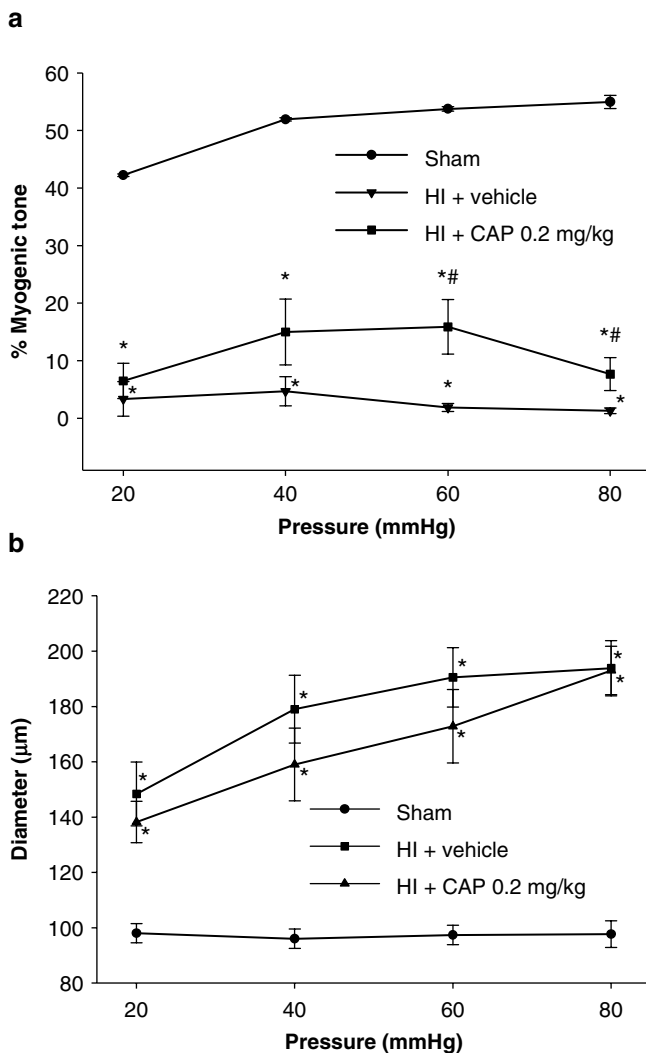 a
60
50
40
30
20
10
0
% Myogenic tone
Sham
HI + vehicle
HI + CAP 0.2 mg/kg
*
*
*#
*#
*
*
*
*
20 40 60 80
Pressure (mmHg)
b
220
200
180
160
140
120
100
80
Diameter (µm)
*
*
*
*
*
*
*
*
Sham
HI + vehicle
HI + CAP 0.2 mg/kg
20 40 60 80
Pressure (mmHg)